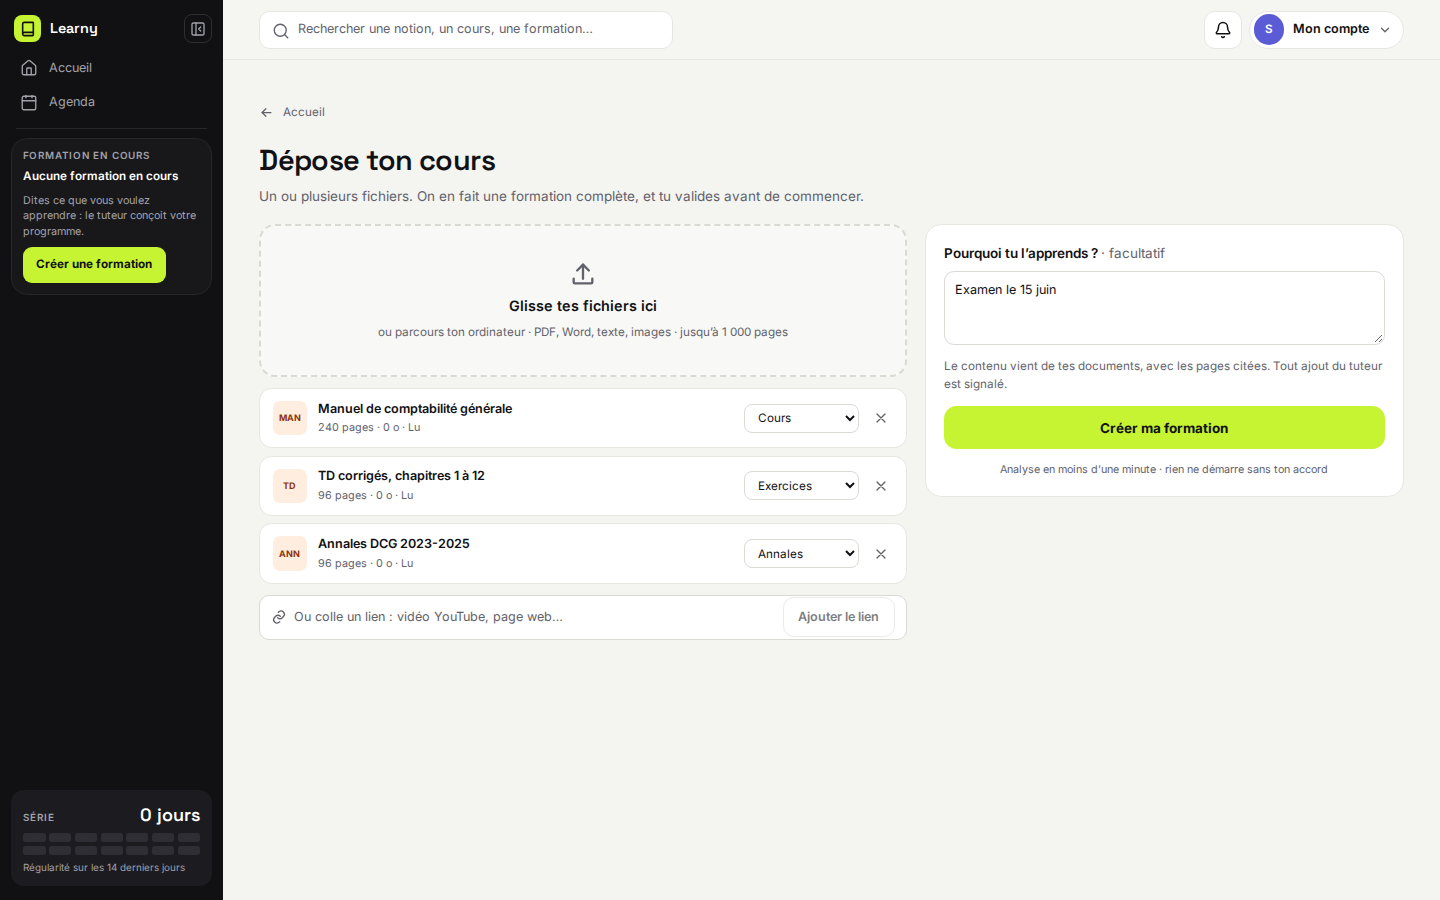 Learny
Accueil
Agenda
FORMATION EN COURS
Aucune formation en cours
Dites ce que vous voulez
apprendre : le tuteur conçoit votre
programme.
Créer une formation
SÉRIE
0 jours
Régularité sur les 14 derniers jours
Rechercher une notion, un cours, une formation...
S
Mon compte
Accueil
Dépose ton cours
Un ou plusieurs fichiers. On en fait une formation complète, et tu valides avant de commencer.
Glisse tes fichiers ici
ou parcours ton ordinateur · PDF, Word, texte, images · jusqu'à 1 000 pages
MAN
Manuel de comptabilité générale
240 pages · 0 o · Lu
Cours
TD
TD corrigés, chapitres 1 à 12
96 pages · 0 o · Lu
Exercices
ANN
Annales DCG 2023-2025
96 pages · 0 o · Lu
Annales
Ou colle un lien : vidéo YouTube, page web...
Ajouter le lien
Pourquoi tu l'apprends ? · facultatif
Examen le 15 juin
Le contenu vient de tes documents, avec les pages citées. Tout ajout du tuteur
est signalé.
Créer ma formation
Analyse en moins d'une minute · rien ne démarre sans ton accord